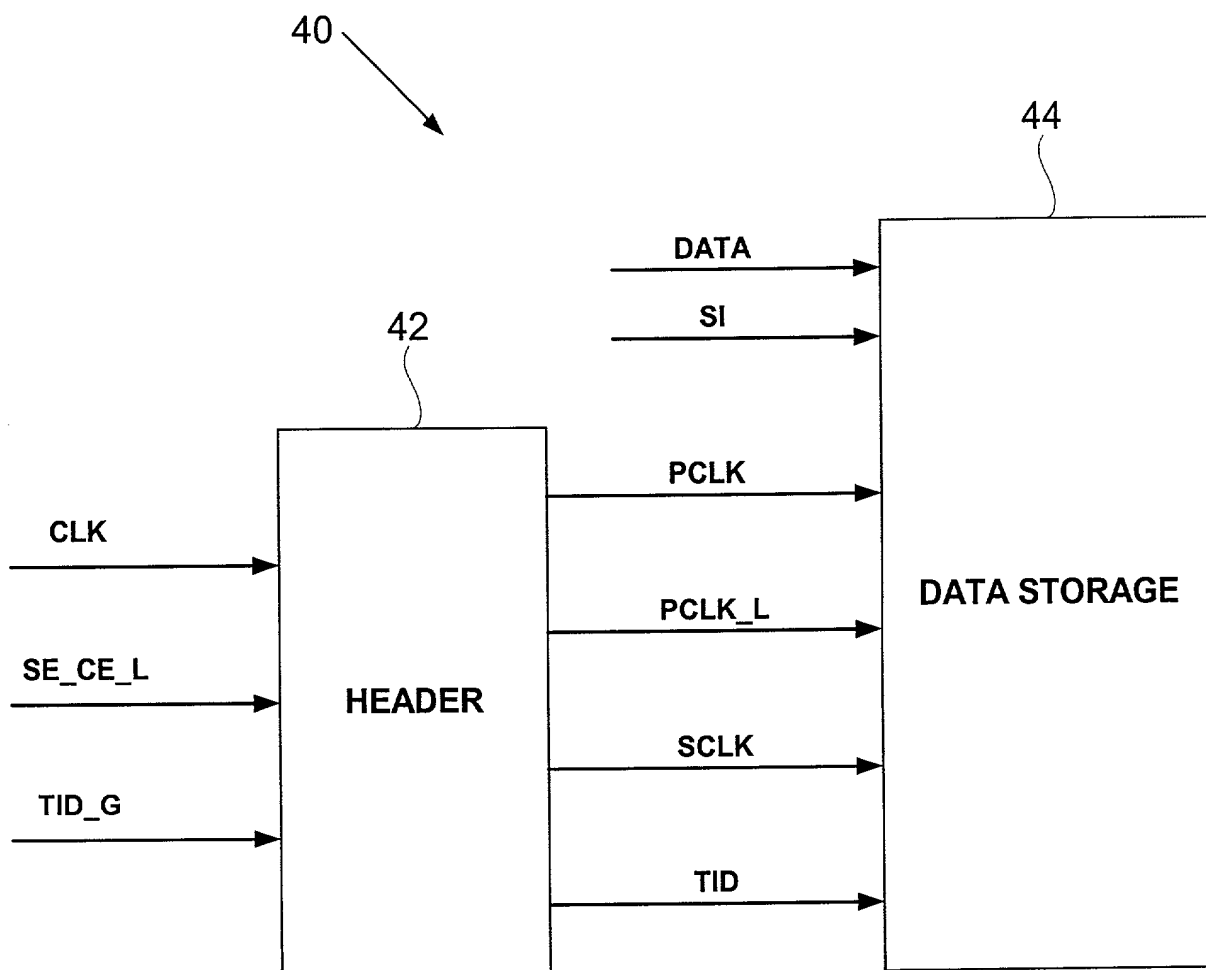 40
44
DATA
SI
42
PCLK
CLK
PCLK_L
DATA STORAGE
SE_CE_L
HEADER
SCLK
TID_G
TID